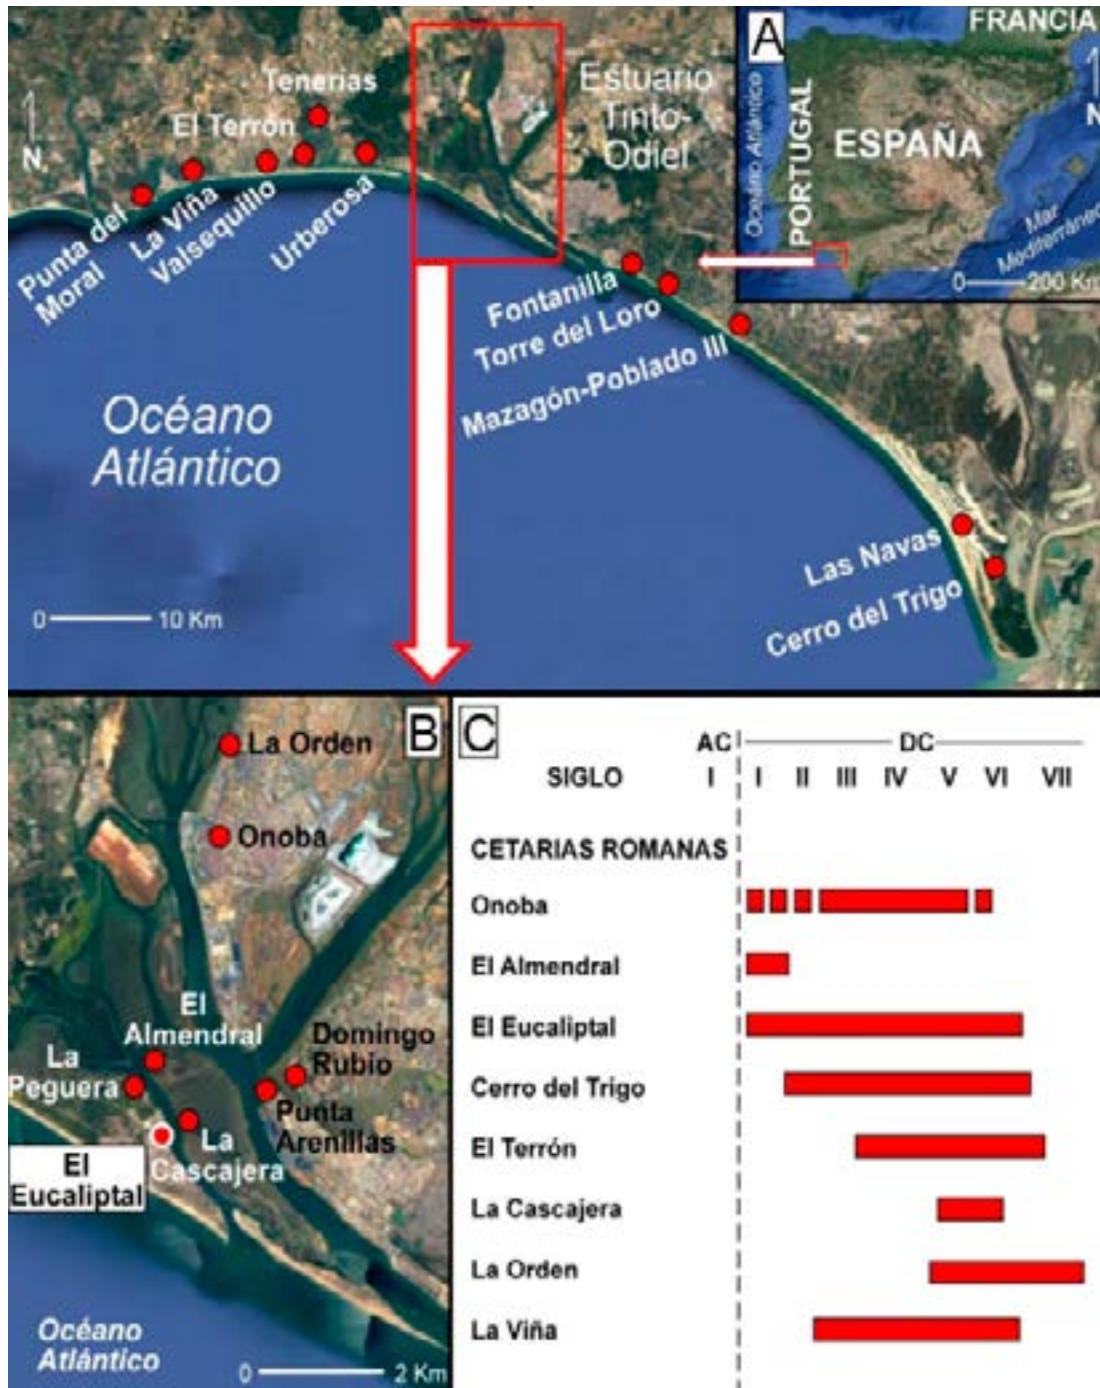 A
FRANCIA
N
ESPAÑA
PORTUGAL
Océano Atlántico
Mar
Mediterráneo
0 200 Km
Estuario
Tinto-
Odiel
Tenerias
El Terrón
N
Punta del
Moral
La Viña
Valsequillo
Urberosa
Fontanilla
Torre del Loro
Mazagón-Poblado III
Las Navas
Cerro del Trigo
Océano
Atlántico
0 10 Km
B
La Orden
Onoba
El
Almendral
La
Peguera
Domingo
Rubio
Punta
Arenillas
La
Cascajera
El
Eucaliptal
Océano
Atlántico
0 2 Km
C
AC DC
SIGLO I I II III IV V VI VII
CETARIAS ROMANAS
Onoba
El Almendral
El Eucaliptal
Cerro del Trigo
El Terrón
La Cascajera
La Orden
La Viña